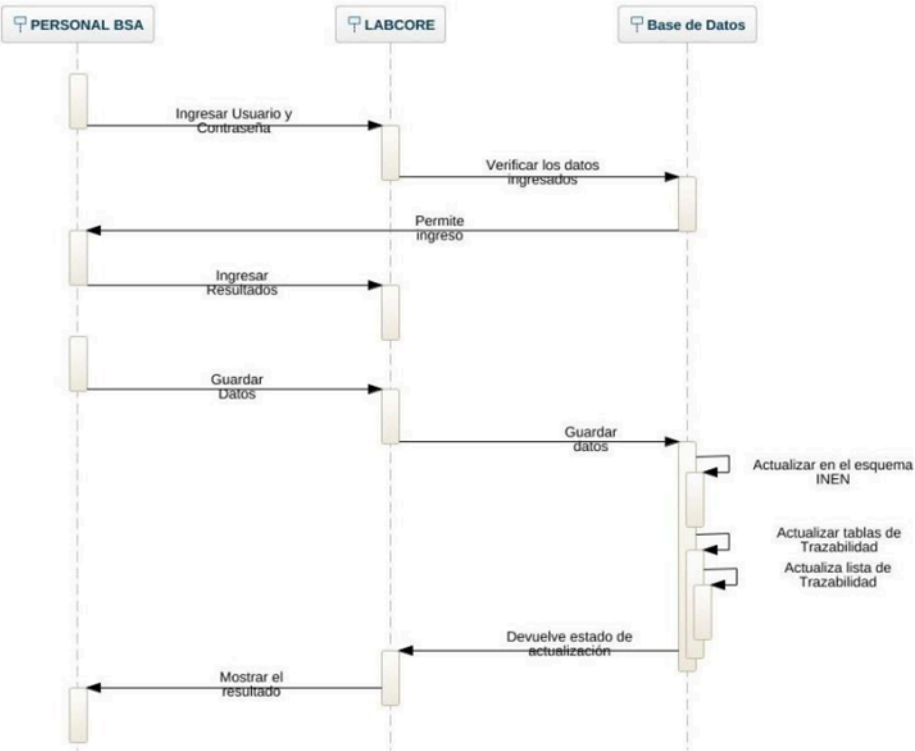 PERSONAL BSA
LABCORE
Base de Datos
Ingresar Usuario y
Contraseña
Verificar los datos
ingresados
Permite
ingreso
Ingresar
Resultados
Guardar
Datos
Guardar
datos
Actualizar en el esquema
INEN
Actualizar tablas de
Trazabilidad
Actualiza lista de
Trazabilidad
Devuelve estado de
actualización
Mostrar el
resultado